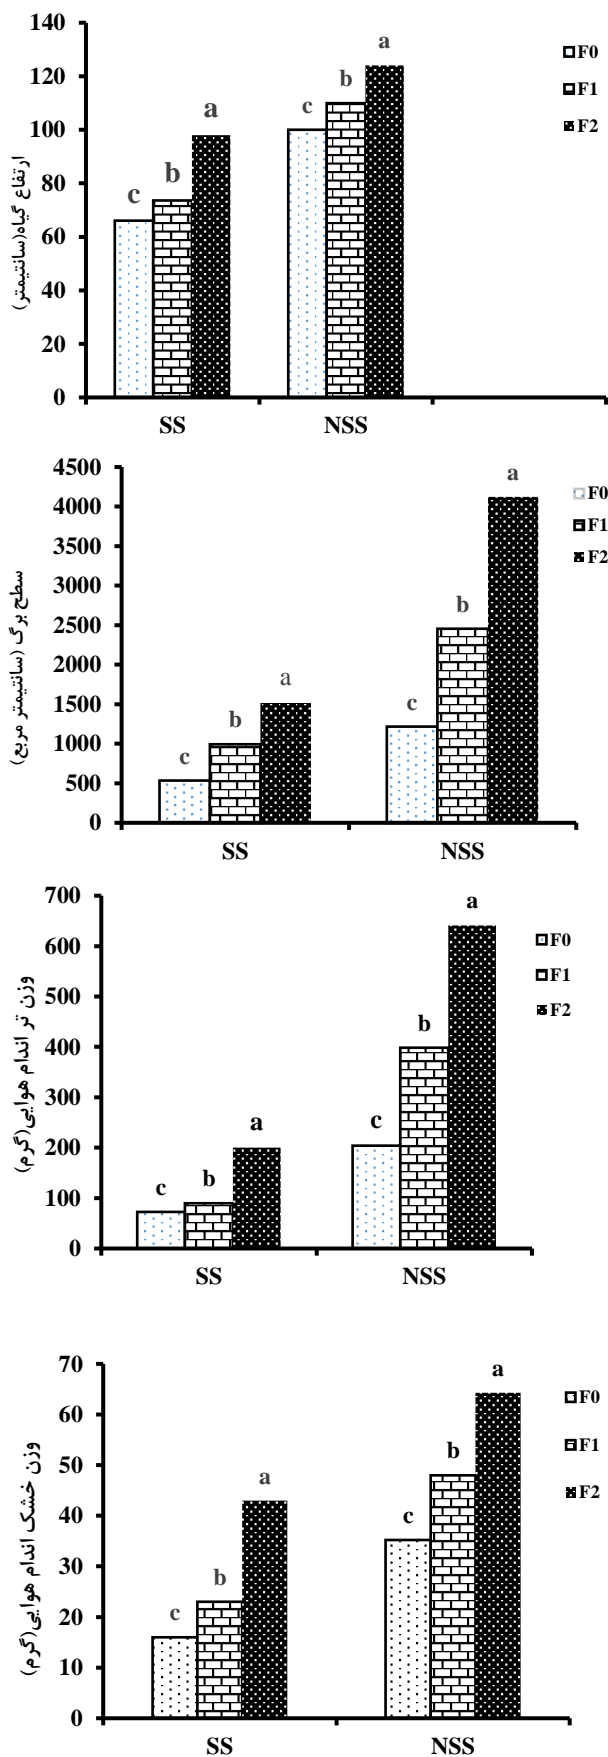 140
120
100
80
60
40
20
0
ارتفاع گیاه(سانتیمتر)
c
b
a
c
b
a
SS
NSS
F0
F1
F2
4500
4000
3500
3000
2500
2000
1500
1000
500
0
سطح برگ (سانتیمتر مربع)
c
b
a
c
b
a
SS
NSS
F0
F1
F2
700
600
500
400
300
200
100
0
وزن تر اندام هوایی(گرم)
c
b
a
c
b
a
SS
NSS
F0
F1
F2
70
60
50
40
30
20
10
0
وزن خشک اندام هوایی(گرم)
c
b
a
c
b
a
SS
NSS
F0
F1
F2